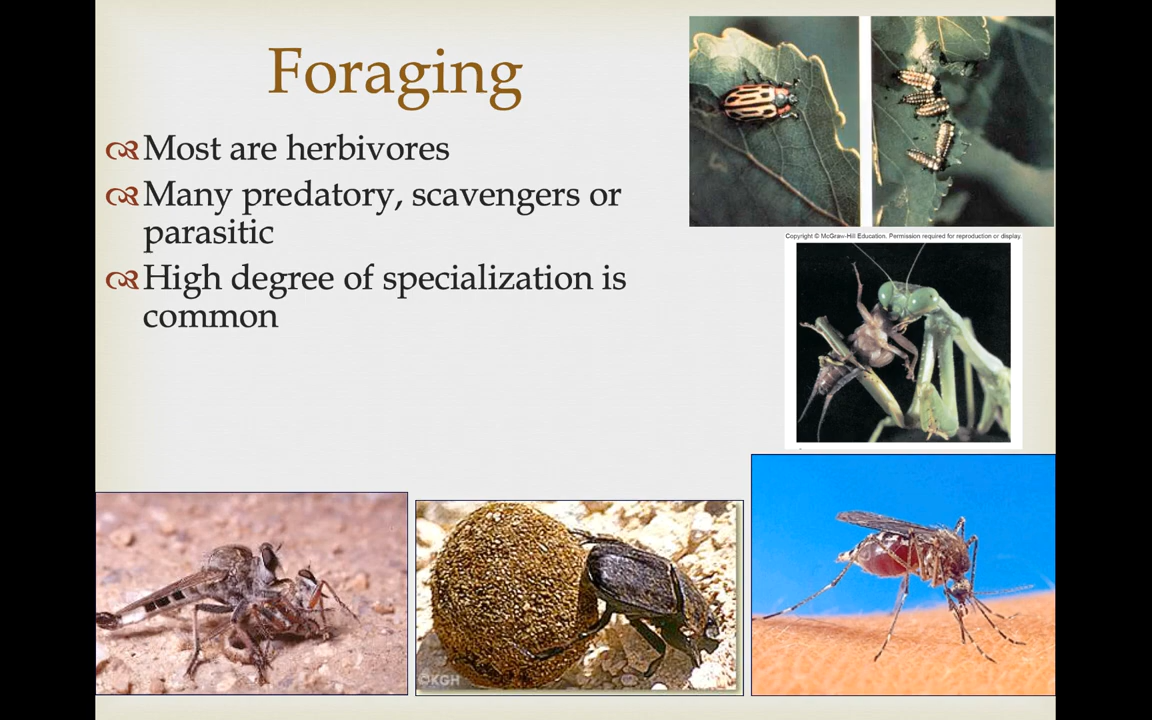 Foraging
Most are herbivores
Many predatory, scavengers or
parasitic
High degree of specialization is
common
Copyright © McGraw-Hill Education. Permission required for reproduction or display.
©KGH